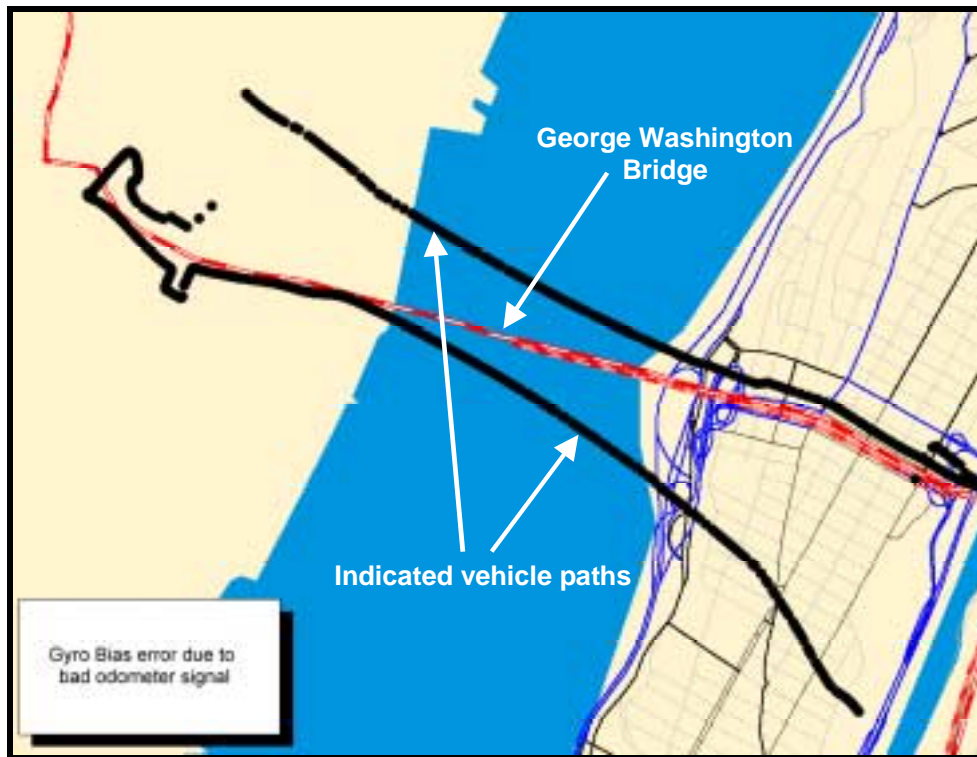 George Washington
Bridge
Indicated vehicle paths
Gyro Bias error due to
bad odometer signal